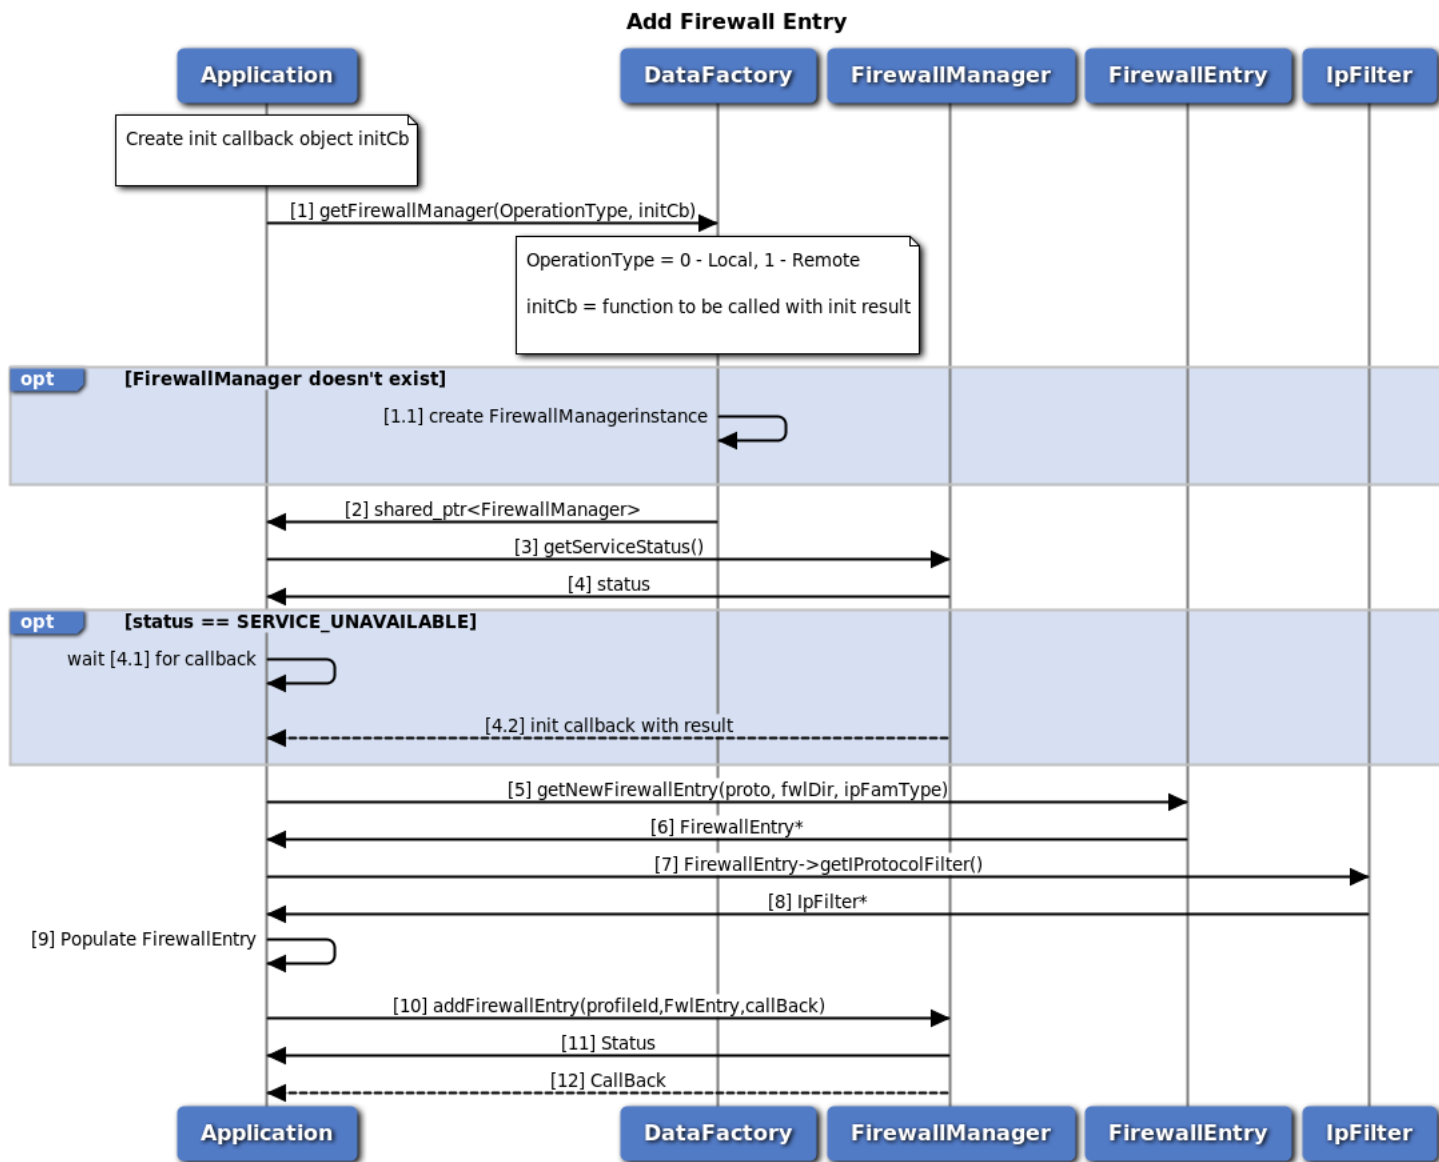 Add Firewall Entry
Application
DataFactory
FirewallManager
FirewallEntry
IpFilter
Create init callback object initCb
[1] getFirewallManager(OperationType, initCb)
OperationType = 0 - Local, 1 - Remote
initCb = function to be called with init result
opt
[FirewallManager doesn't exist]
[1.1] create FirewallManagerinstance
[2] shared_ptr<FirewallManager>
[3] getServiceStatus()
[4] status
opt
[status == SERVICE_UNAVAILABLE]
wait [4.1] for callback
[4.2] init callback with result
[5] getNewFirewallEntry(proto, fwlDir, ipFamType)
[6] FirewallEntry*
[7] FirewallEntry->getIProtocolFilter()
[8] IpFilter*
[9] Populate FirewallEntry
[10] addFirewallEntry(profileId,FwlEntry,callBack)
[11] Status
[12] CallBack
Application
DataFactory
FirewallManager
FirewallEntry
IpFilter